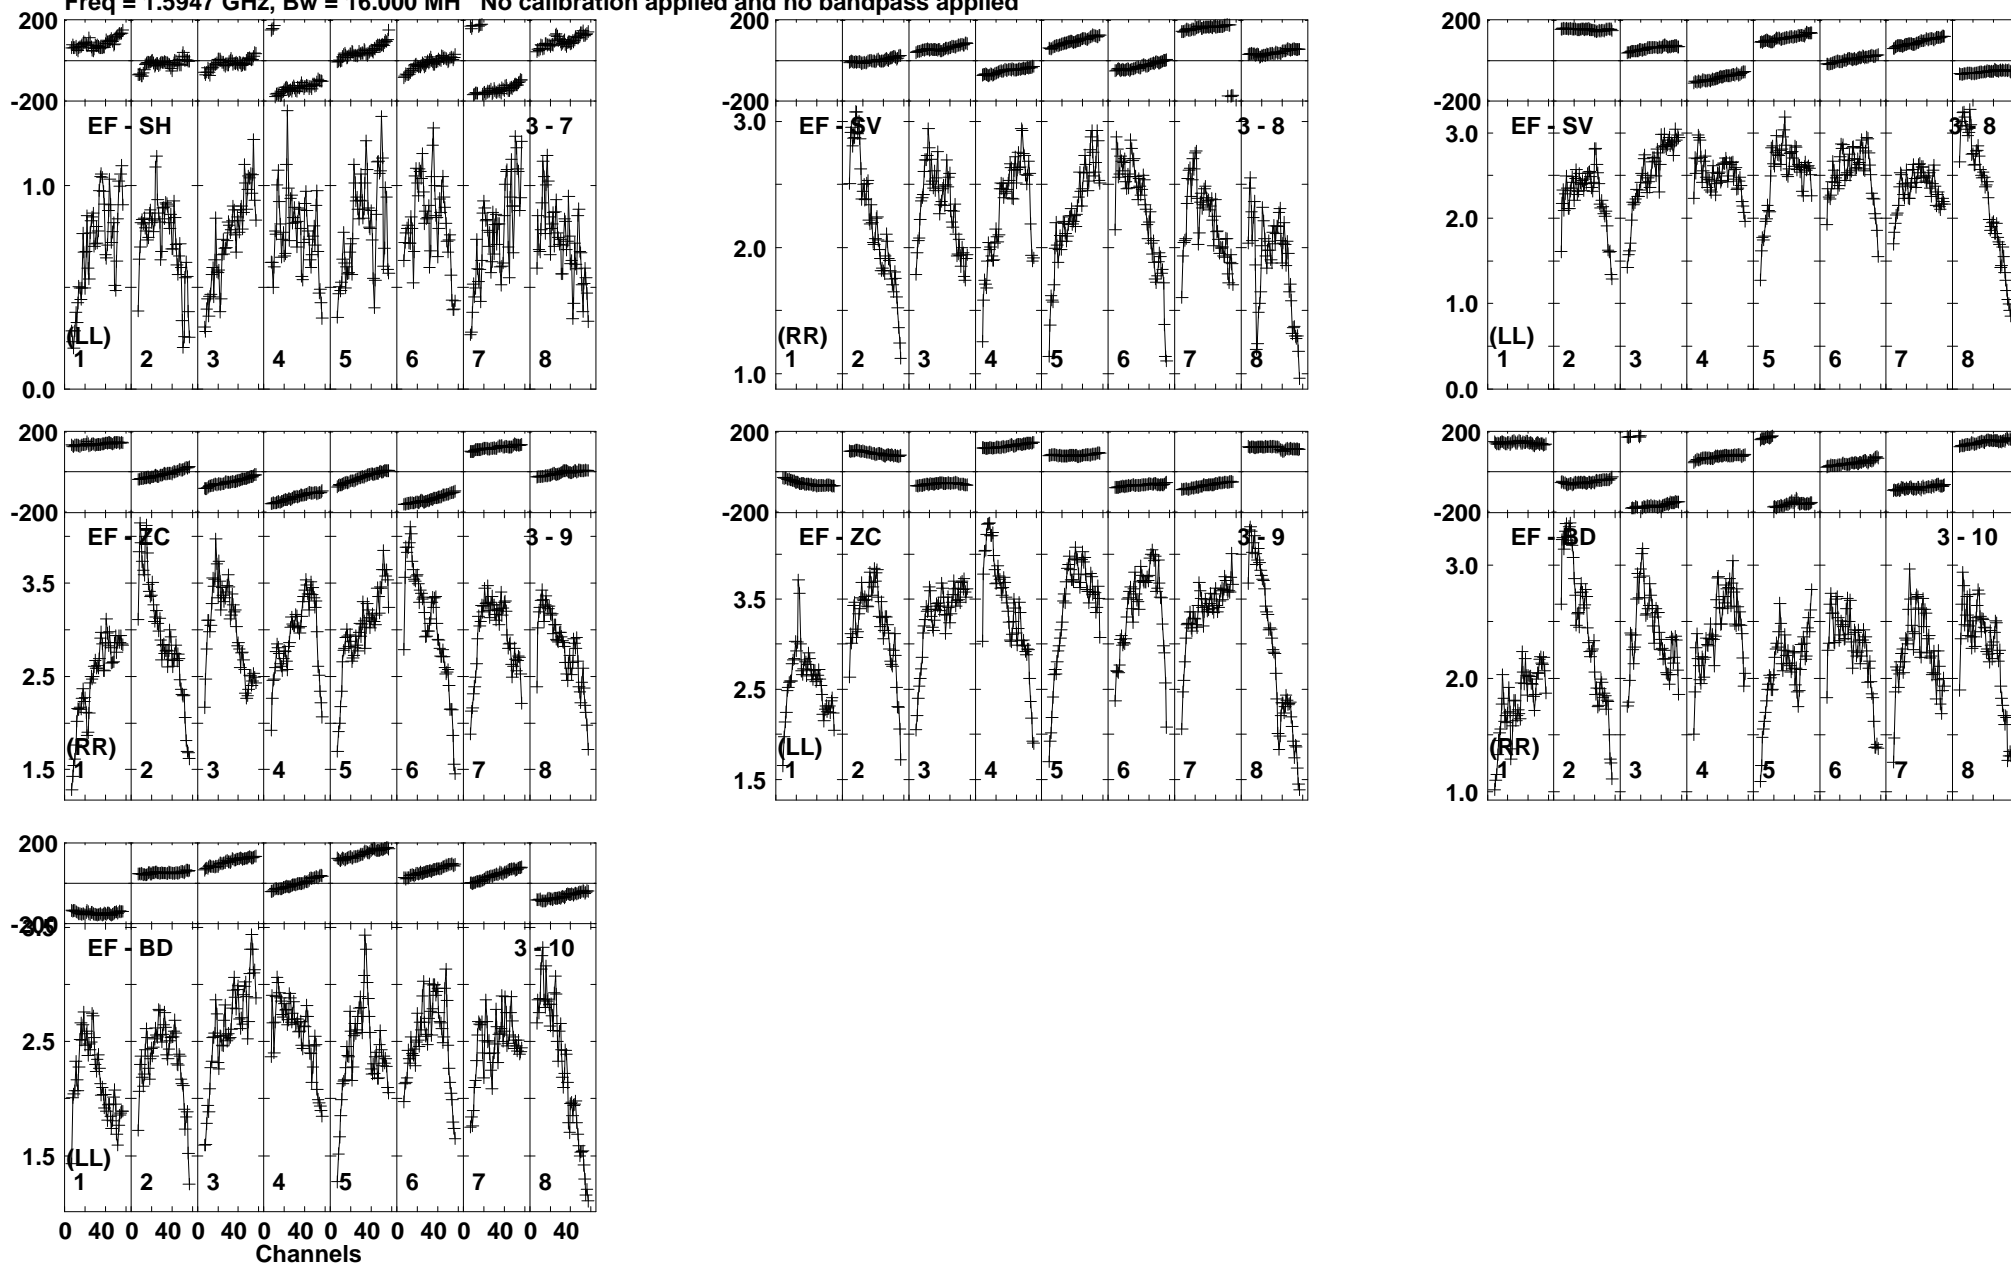 Freq = 1.5947 GHz, Bw = 16.000 MH No calibration applied and no bandpass applied
200
-200
EF - SH 3 - 7
1.0
(LL)
1 2 3 4 5 6 7 8
0.0
EF - SV 3 - 8
3.0
2.0
(RR)
1 2 3 4 5 6 7 8
1.0
200
-200
EF - SV 3 - 8
3.0
2.0
1.0
(LL)
1 2 3 4 5 6 7 8
0.0
200
-200
EF - ZC 3 - 9
3.5
2.5
(RR)
1.5 1 2 3 4 5 6 7 8
200
-200
EF - ZC 3 - 9
3.5
2.5
(LL)
1.5 1 2 3 4 5 6 7 8
200
-200
EF - BD 3 - 10
3.0
2.0
(RR)
1 2 3 4 5 6 7 8
1.0
200
-200
3.5
EF - BD 3 - 10
2.5
1.5 (LL)
1 2 3 4 5 6 7 8
0 40 0 40 0 40 0 40
Channels
200
-200